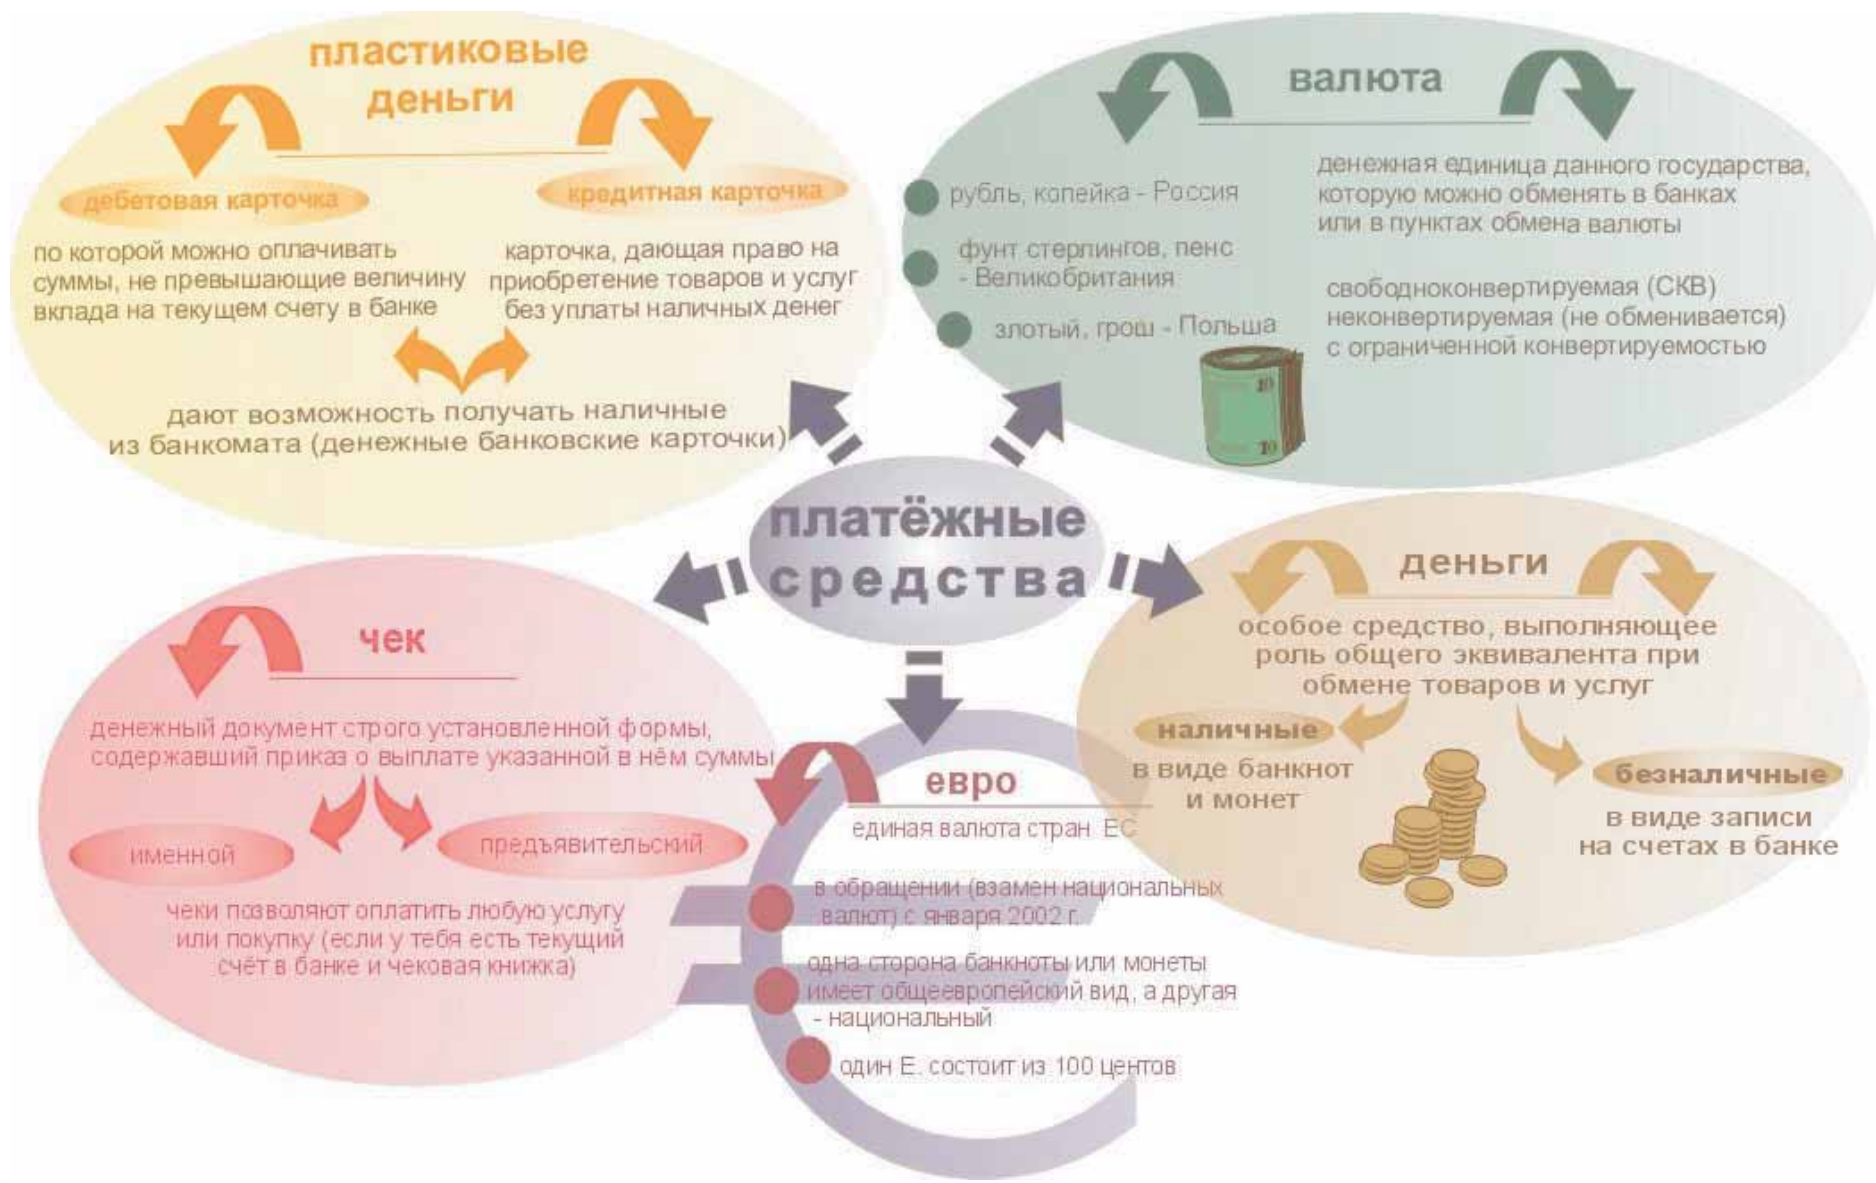 пластиковые
деньги
дебетовая карточка
по которой можно оплачивать
суммы, не превышающие величину
вклада на текущем счету в банке
кредитная карточка
карточка, дающая право на
приобретение товаров и услуг
без уплаты наличных денег
дают возможность получать наличные
из банкомата (денежные банковские карточки)
валюта
рубль, копейка - Россия
фунт стерлингов, пенс
- Великобритания
злотый, грош - Польша
денежная единица данного государства,
которую можно обменять в банках
или в пунктах обмена валюты
свободноконвертируемая (СКВ)
неконвертируемая (не обменивается)
с ограниченной конвертируемостью
10
10
платёжные
средства
чек
денежный документ строго установленной формы,
содержавший приказ о выплате указанной в нём суммы
именной
предъявительский
чеки позволяют оплатить любую услугу
или покупку (если у тебя есть текущий
счёт в банке и чековая книжка)
евро
единая валюта стран ЕС
в обращении (взамен национальных
валют) с января 2002 г.
одна сторона банкноты или монеты
имеет общеевропейский вид, а другая
- национальный
один Е. состоит из 100 центов
деньги
особое средство, выполняющее
роль общего эквивалента при
обмене товаров и услуг
наличные
в виде банкнот
и монет
безналичные
в виде записи
на счетах в банке